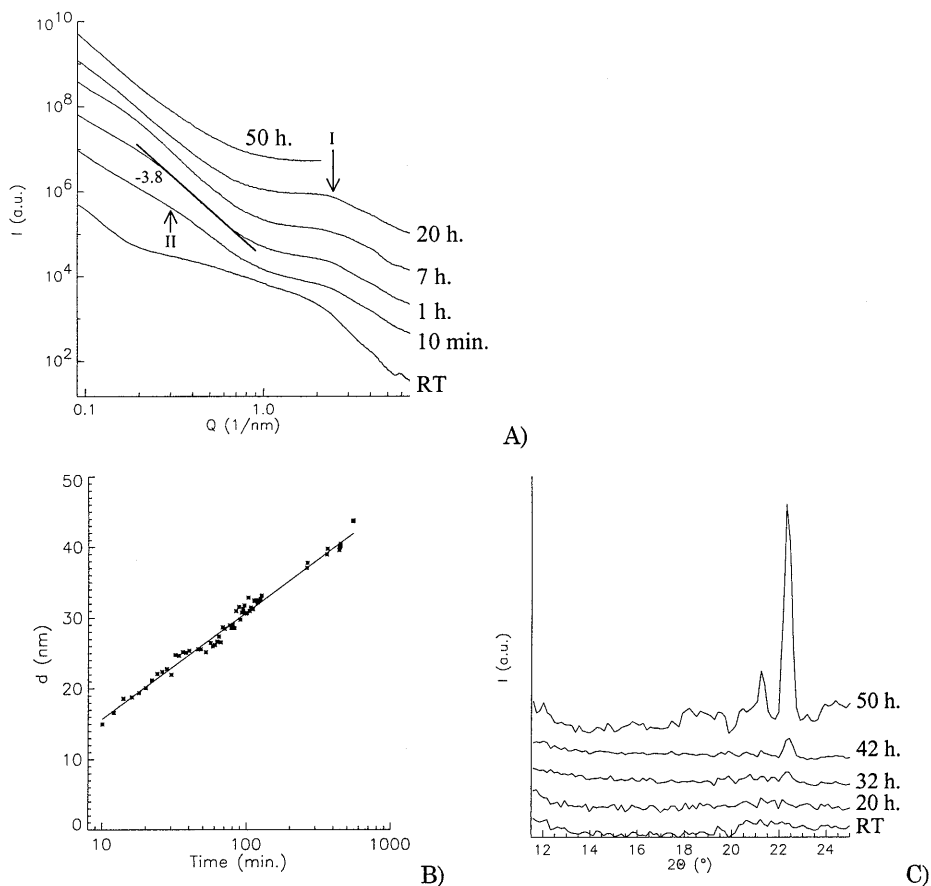 10^10
10^8
10^6
10^4
10^2
I (a.u.)
50 h.
I
-3.8
II
20 h.
7 h.
1 h.
10 min.
RT
0.1
1.0
Q (1/nm)
A)
50
40
30
20
10
0
d (nm)
10
100
1000
Time (min.)
B)
I (a.u.)
50 h.
42 h.
32 h.
20 h.
RT
12
14
16
18
20
22
24
2Θ (°)
C)